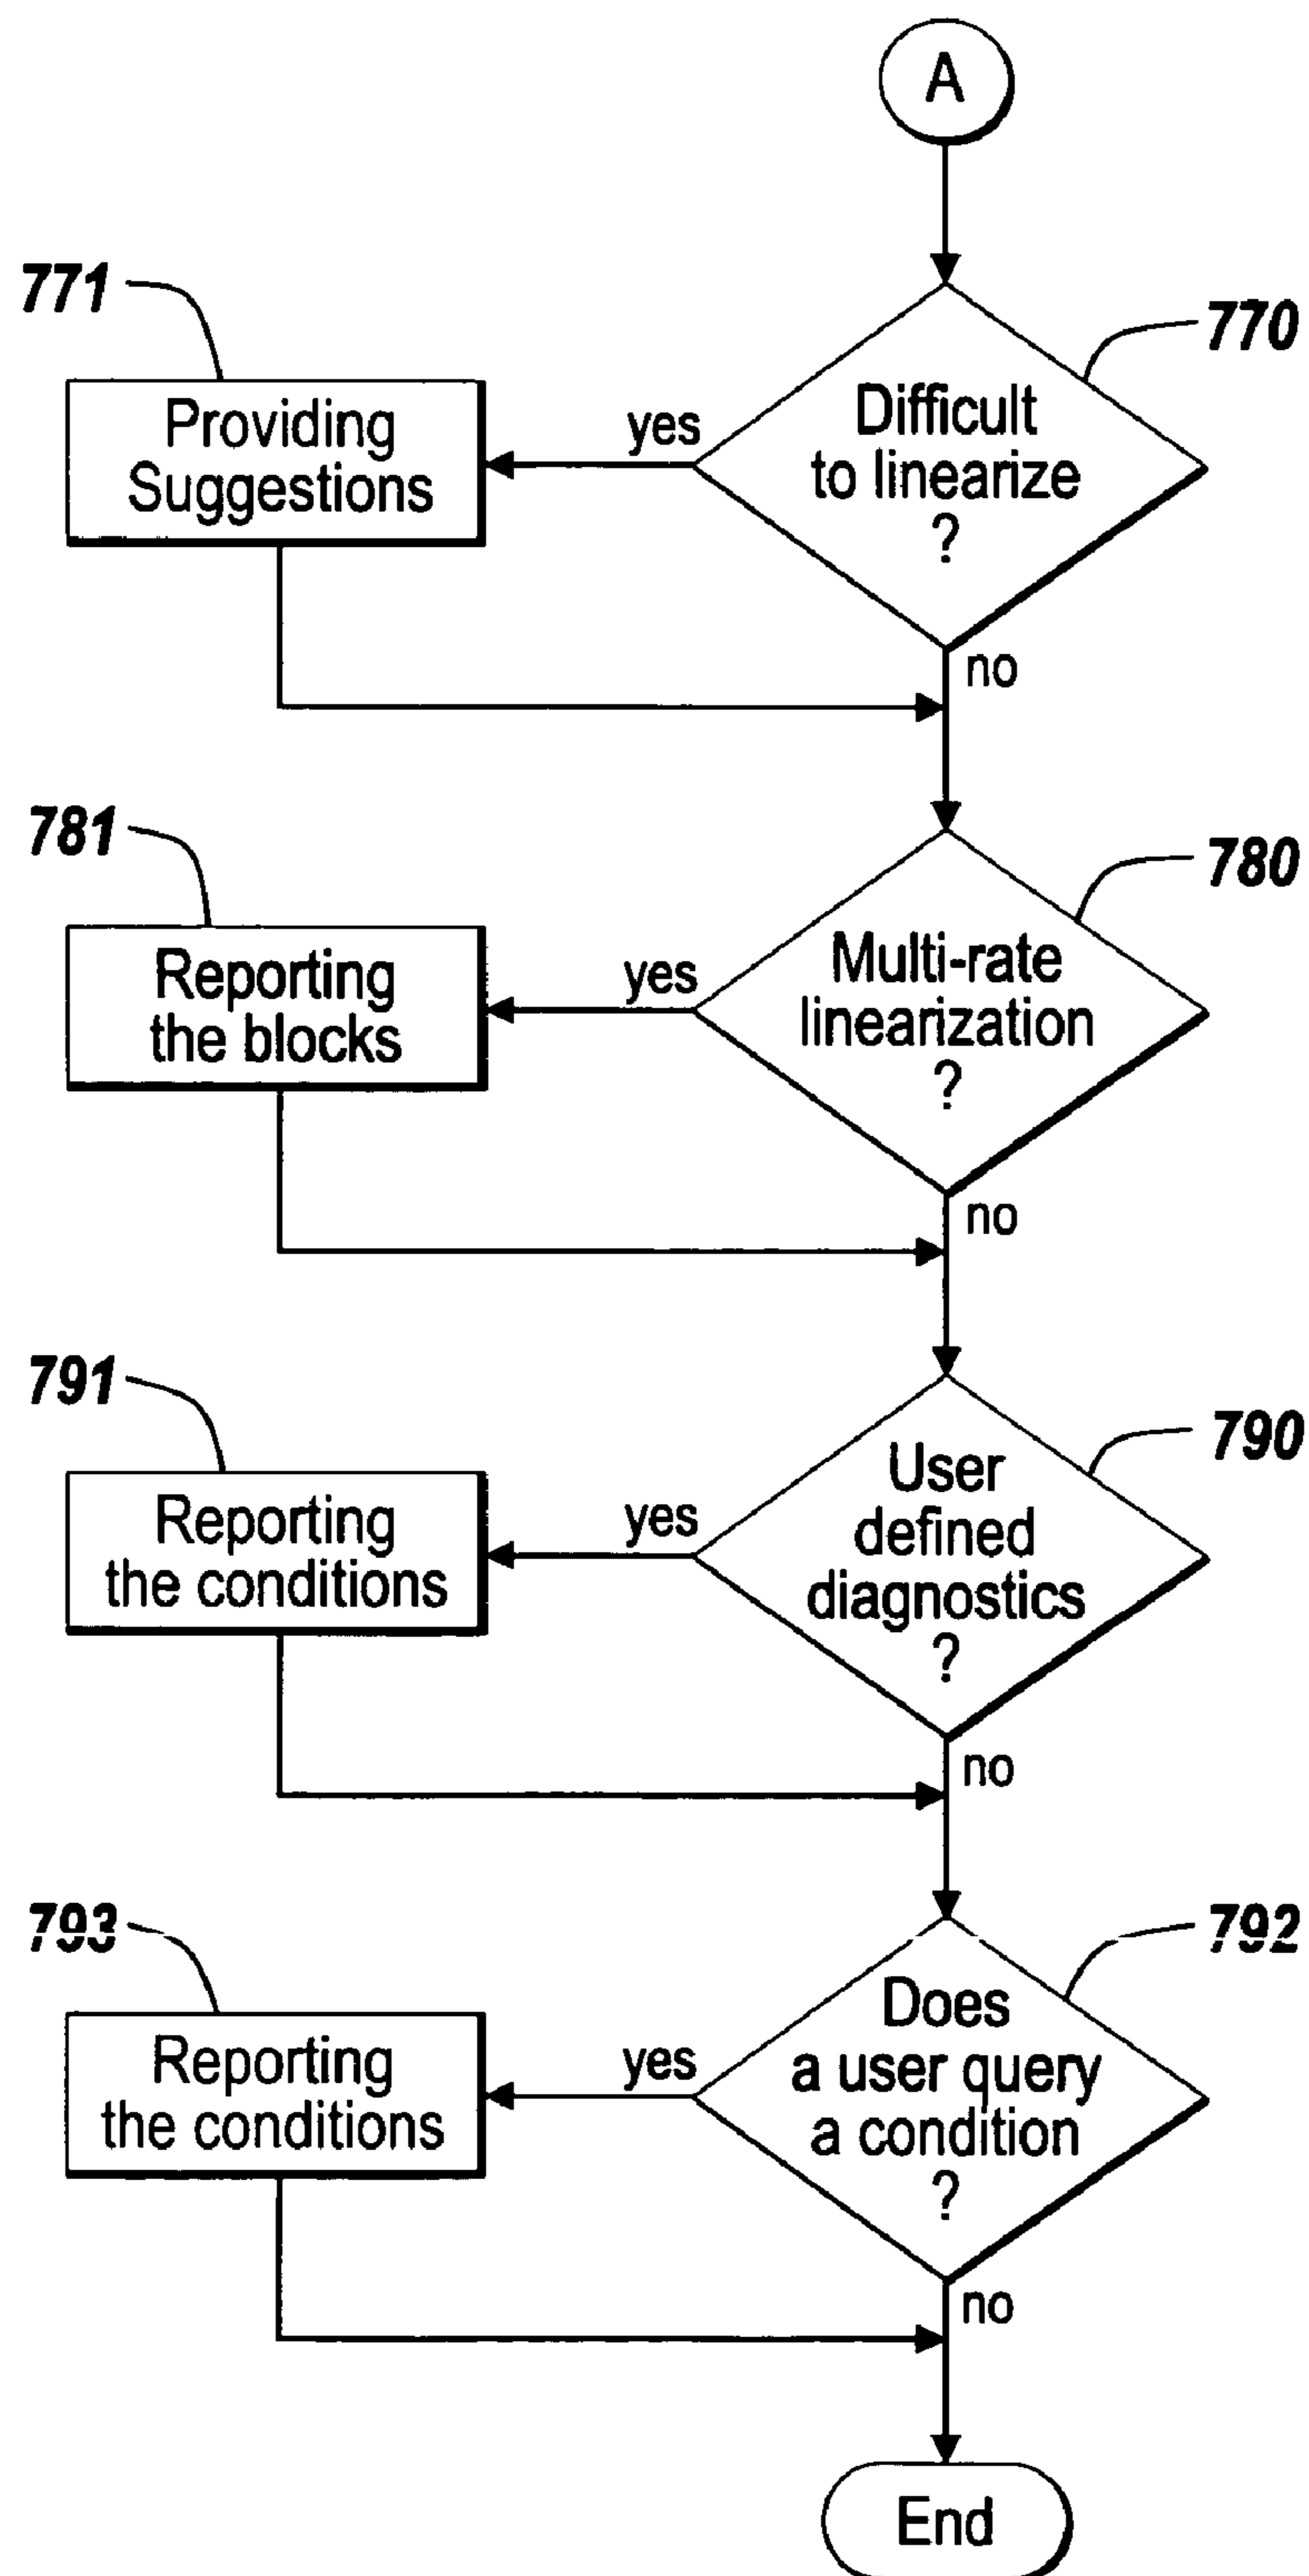 A
771
770
Providing
Suggestions
yes
Difficult
to linearize
?
no
781
780
Reporting
the blocks
yes
Multi-rate
linearization
?
no
791
790
Reporting
the conditions
yes
User
defined
diagnostics
?
no
793
792
Reporting
the conditions
yes
Does
a user query
a condition
?
no
End